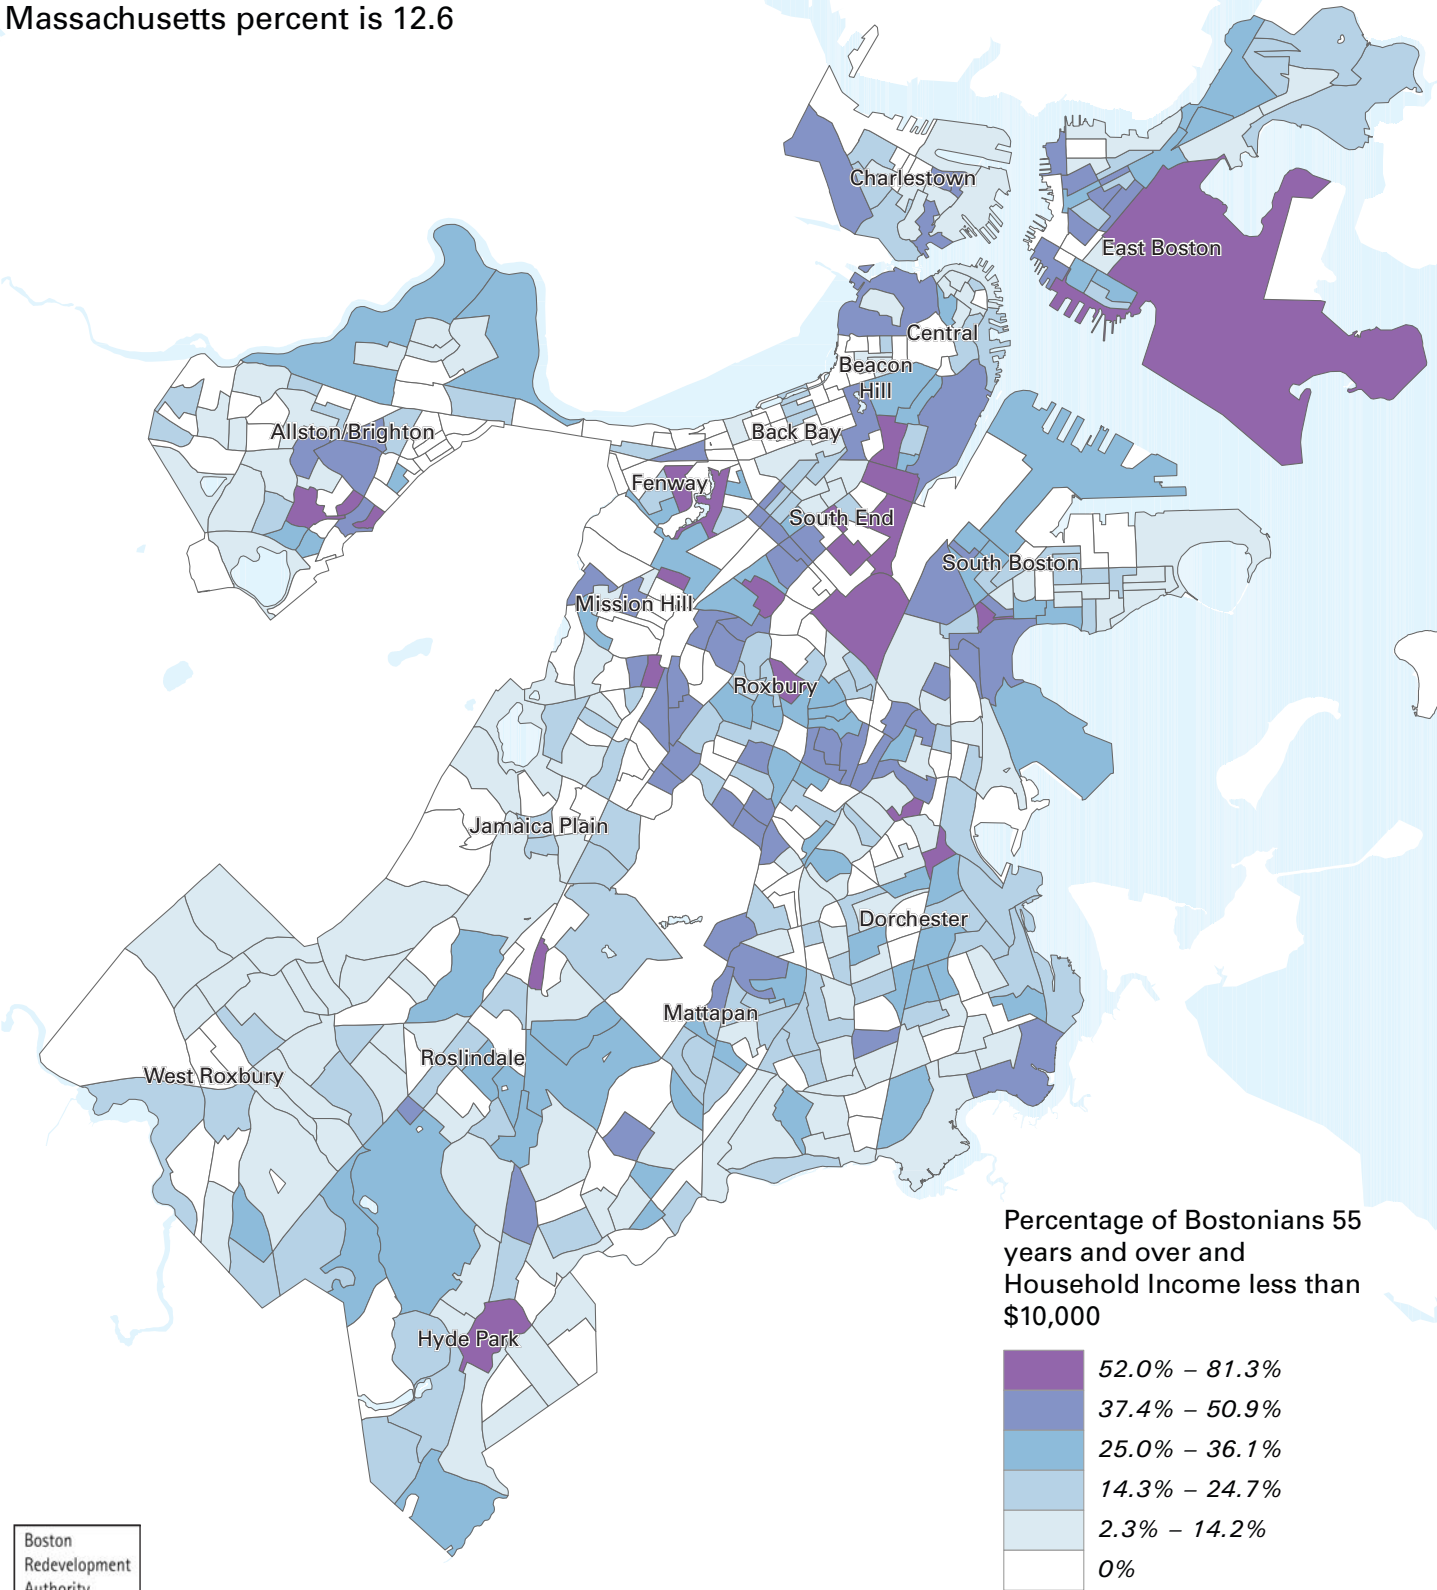 Massachusetts percent is 12.6
Charlestown
East Boston
Central
Beacon
Hill
Allston/Brighton
Back Bay
Fenway
South End
South Boston
Mission Hill
Roxbury
Jamaica Plain
Dorchester
Mattapan
Roslindale
West Roxbury
Hyde Park
Percentage of Bostonians 55
years and over and
Household Income less than
$10,000
52.0% – 81.3%
37.4% – 50.9%
25.0% – 36.1%
14.3% – 24.7%
2.3% – 14.2%
0%
Boston
Redevelopment
Authority